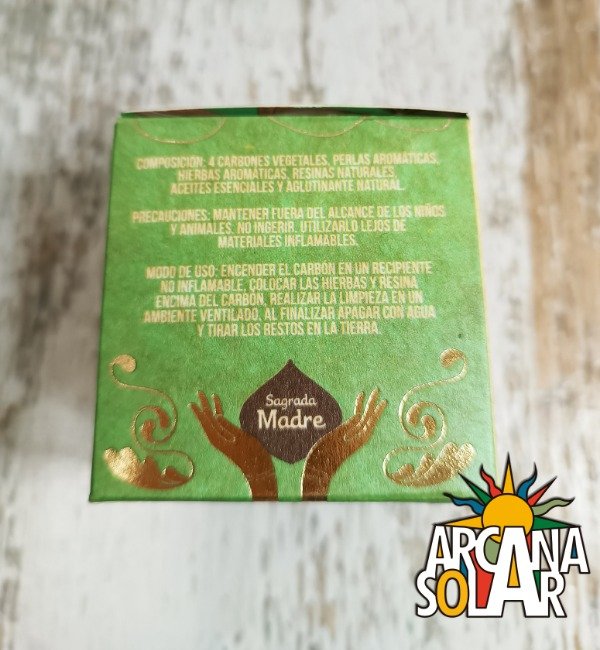 COMPOSICIÓN: 4 CARBONES VEGETALES, PERLAS AROMÁTICAS,
HIERBAS AROMÁTICAS, RESINAS NATURALES,
ACEITES ESENCIALES Y AGLUTINANTE NATURAL.
PRECAUCIONES: MANTENER FUERA DEL ALCANCE DE LOS NIÑOS
Y ANIMALES. NO INGERIR. UTILIZARLO LEJOS DE
MATERIALES INFLAMABLES.
MODO DE USO: ENCENDER EL CARBÓN EN UN RECIPIENTE
NO INFLAMABLE, COLOCAR LAS HIERBAS Y RESINA
ENCIMA DEL CARBÓN. REALIZAR LA LIMPIEZA EN UN
AMBIENTE VENTILADO. AL FINALIZAR APAGAR CON AGUA
Y TIRAR LOS RESTOS EN LA TIERRA.
Sagrada
Madre
ARCANA
SOLAR